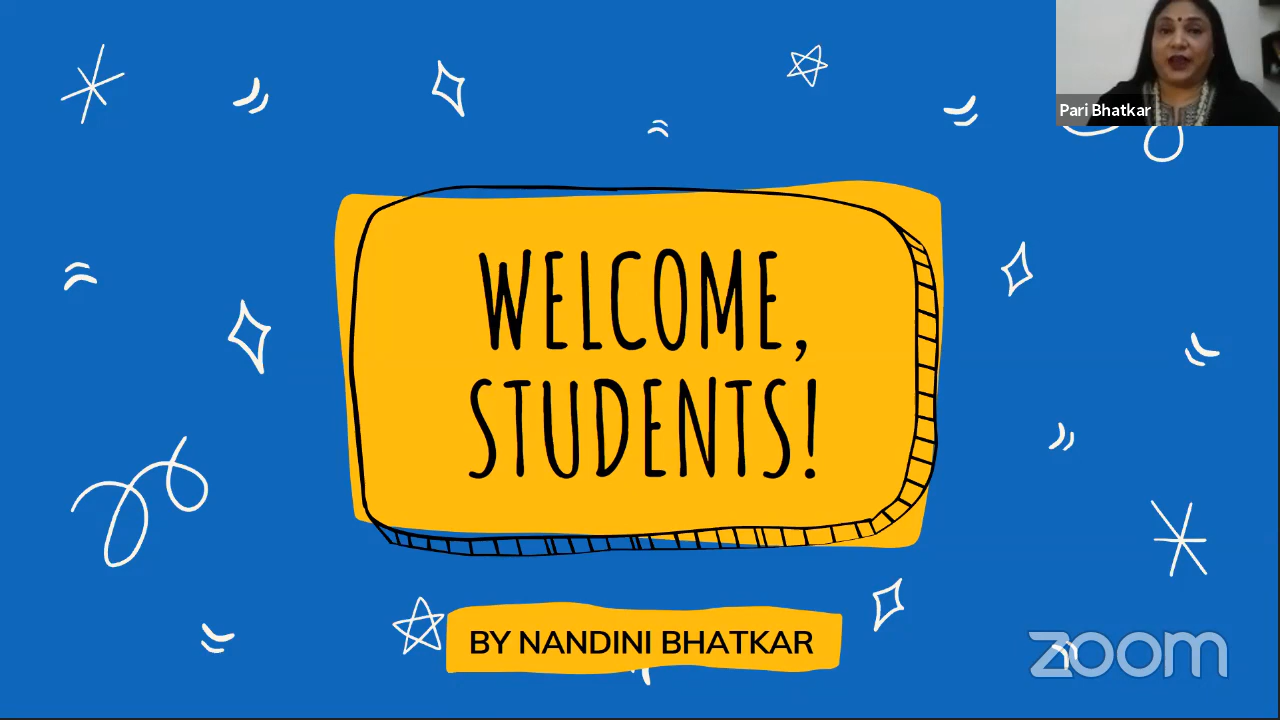 Pari Bhatkar
WELCOME,
STUDENTS!
BY NANDINI BHATKAR
zoom